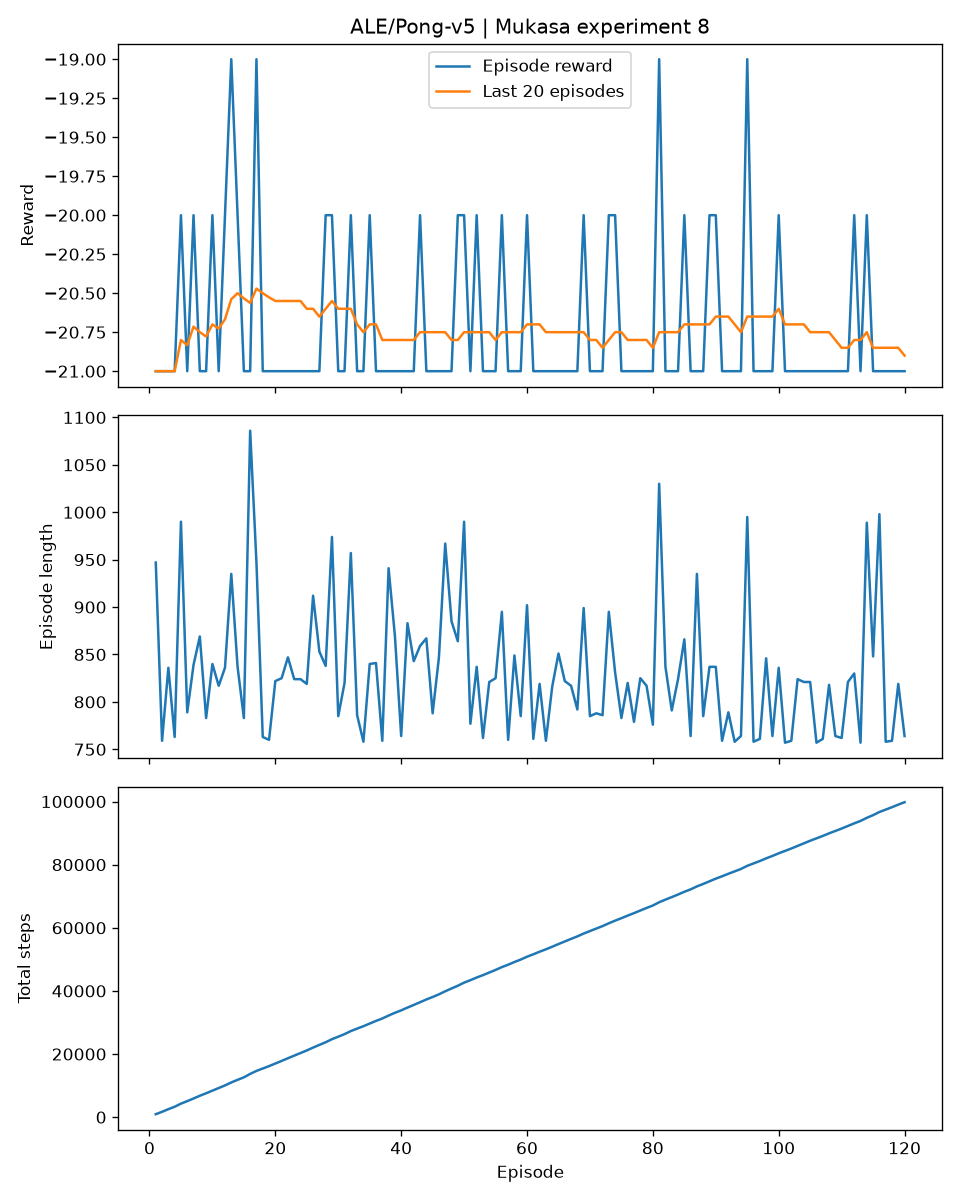 ALE/Pong-v5 | Mukasa experiment 8
Episode reward
Last 20 episodes
Reward
−19.00
−19.25
−19.50
−19.75
−20.00
−20.25
−20.50
−20.75
−21.00
Episode length
1100
1050
1000
950
900
850
800
750
Total steps
100000
80000
60000
40000
20000
0
0 20 40 60 80 100 120
Episode